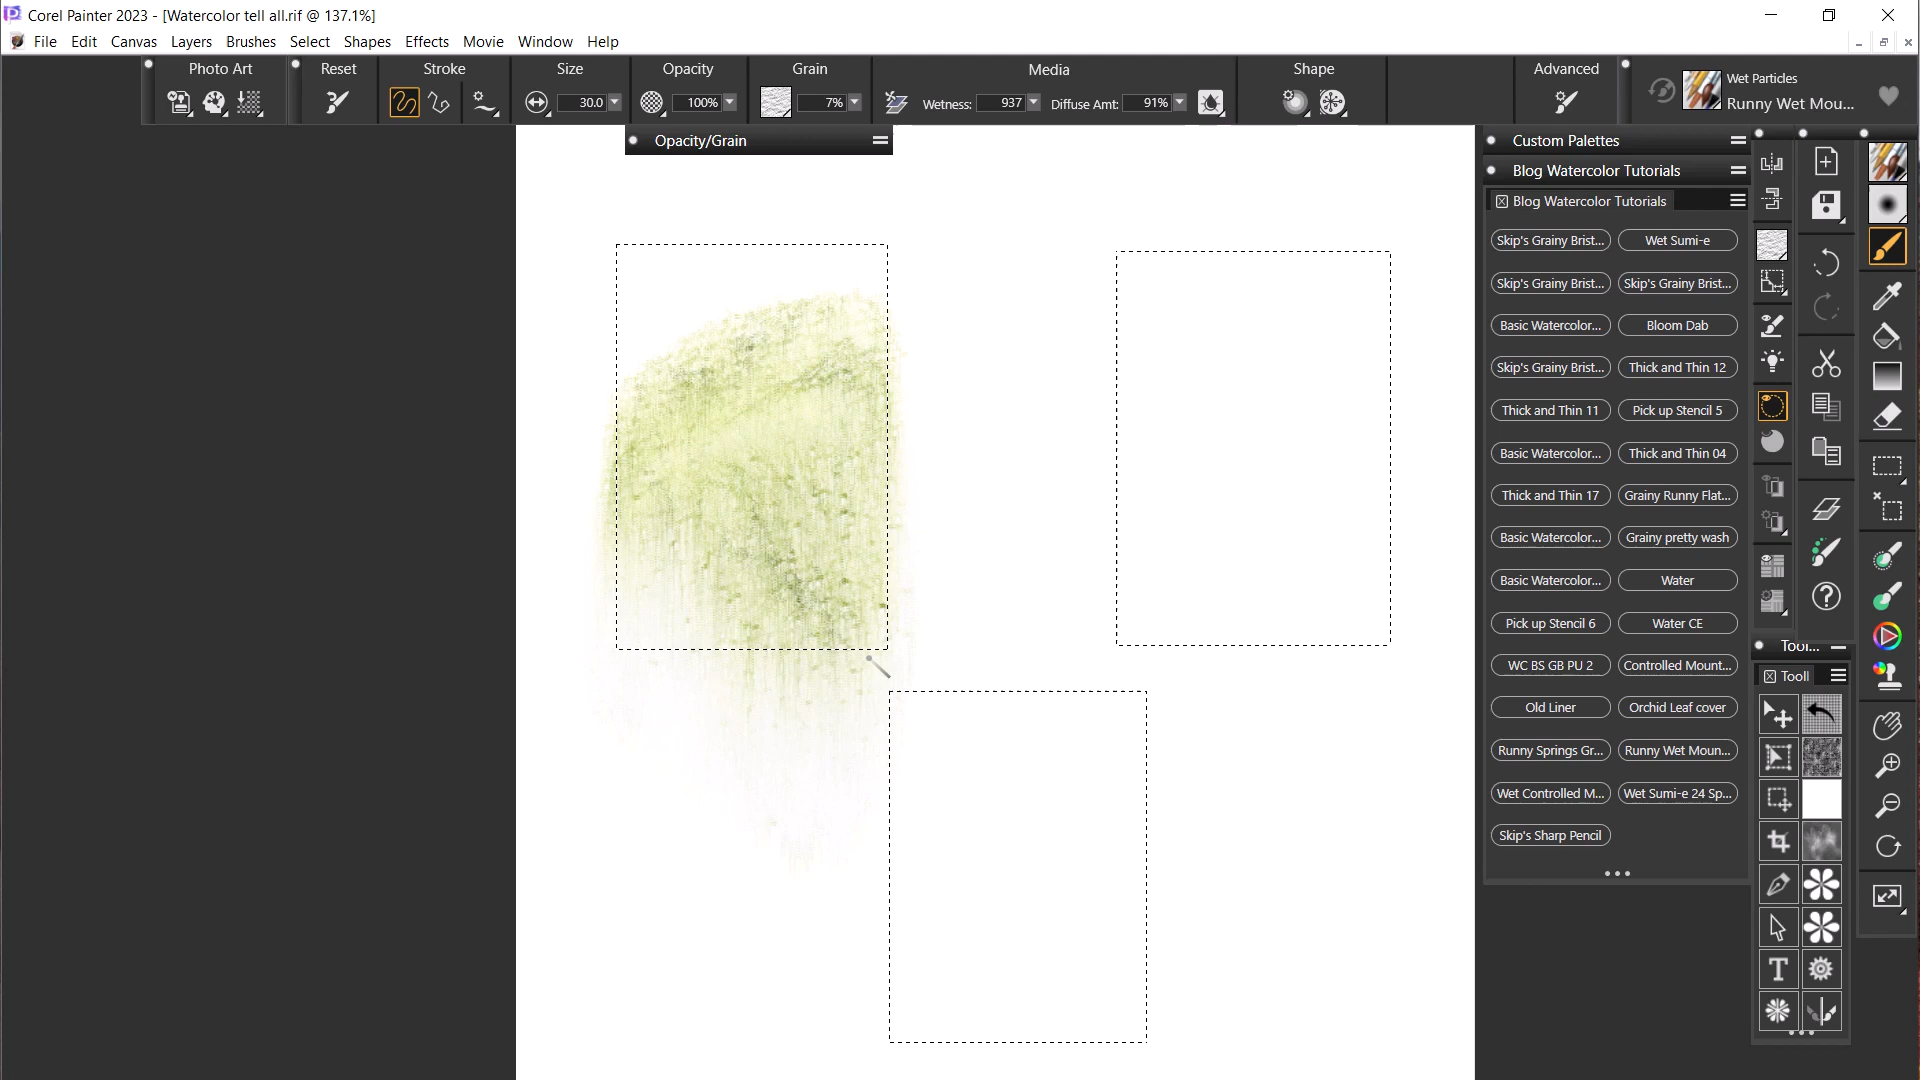 Corel Painter 2023 - [Watercolor tell all.rif @ 137.1%]
File Edit Canvas Layers Brushes Select Shapes Effects Movie Window Help
Photo Art Reset Stroke Size Opacity Grain Media Shape Advanced
30.0 100% 7% Wetness: 937 Diffuse Amt: 91%
Wet Particles
Runny Wet Mou...
Opacity/Grain
Custom Palettes
Blog Watercolor Tutorials
Blog Watercolor Tutorials
Skip's Grainy Brist... Wet Sumi-e
Skip's Grainy Brist... Skip's Grainy Brist...
Basic Watercolor... Bloom Dab
Skip's Grainy Brist... Thick and Thin 12
Thick and Thin 11 Pick up Stencil 5
Basic Watercolor... Thick and Thin 04
Thick and Thin 17 Grainy Runny Flat...
Basic Watercolor... Grainy pretty wash
Basic Watercolor... Water
Pick up Stencil 6 Water CE
WC BS GB PU 2 Controlled Mount...
Old Liner Orchid Leaf cover
Runny Springs Gr... Runny Wet Moun...
Wet Controlled M... Wet Sumi-e 24 Sp...
Skip's Sharp Pencil
Tool...
Tooll